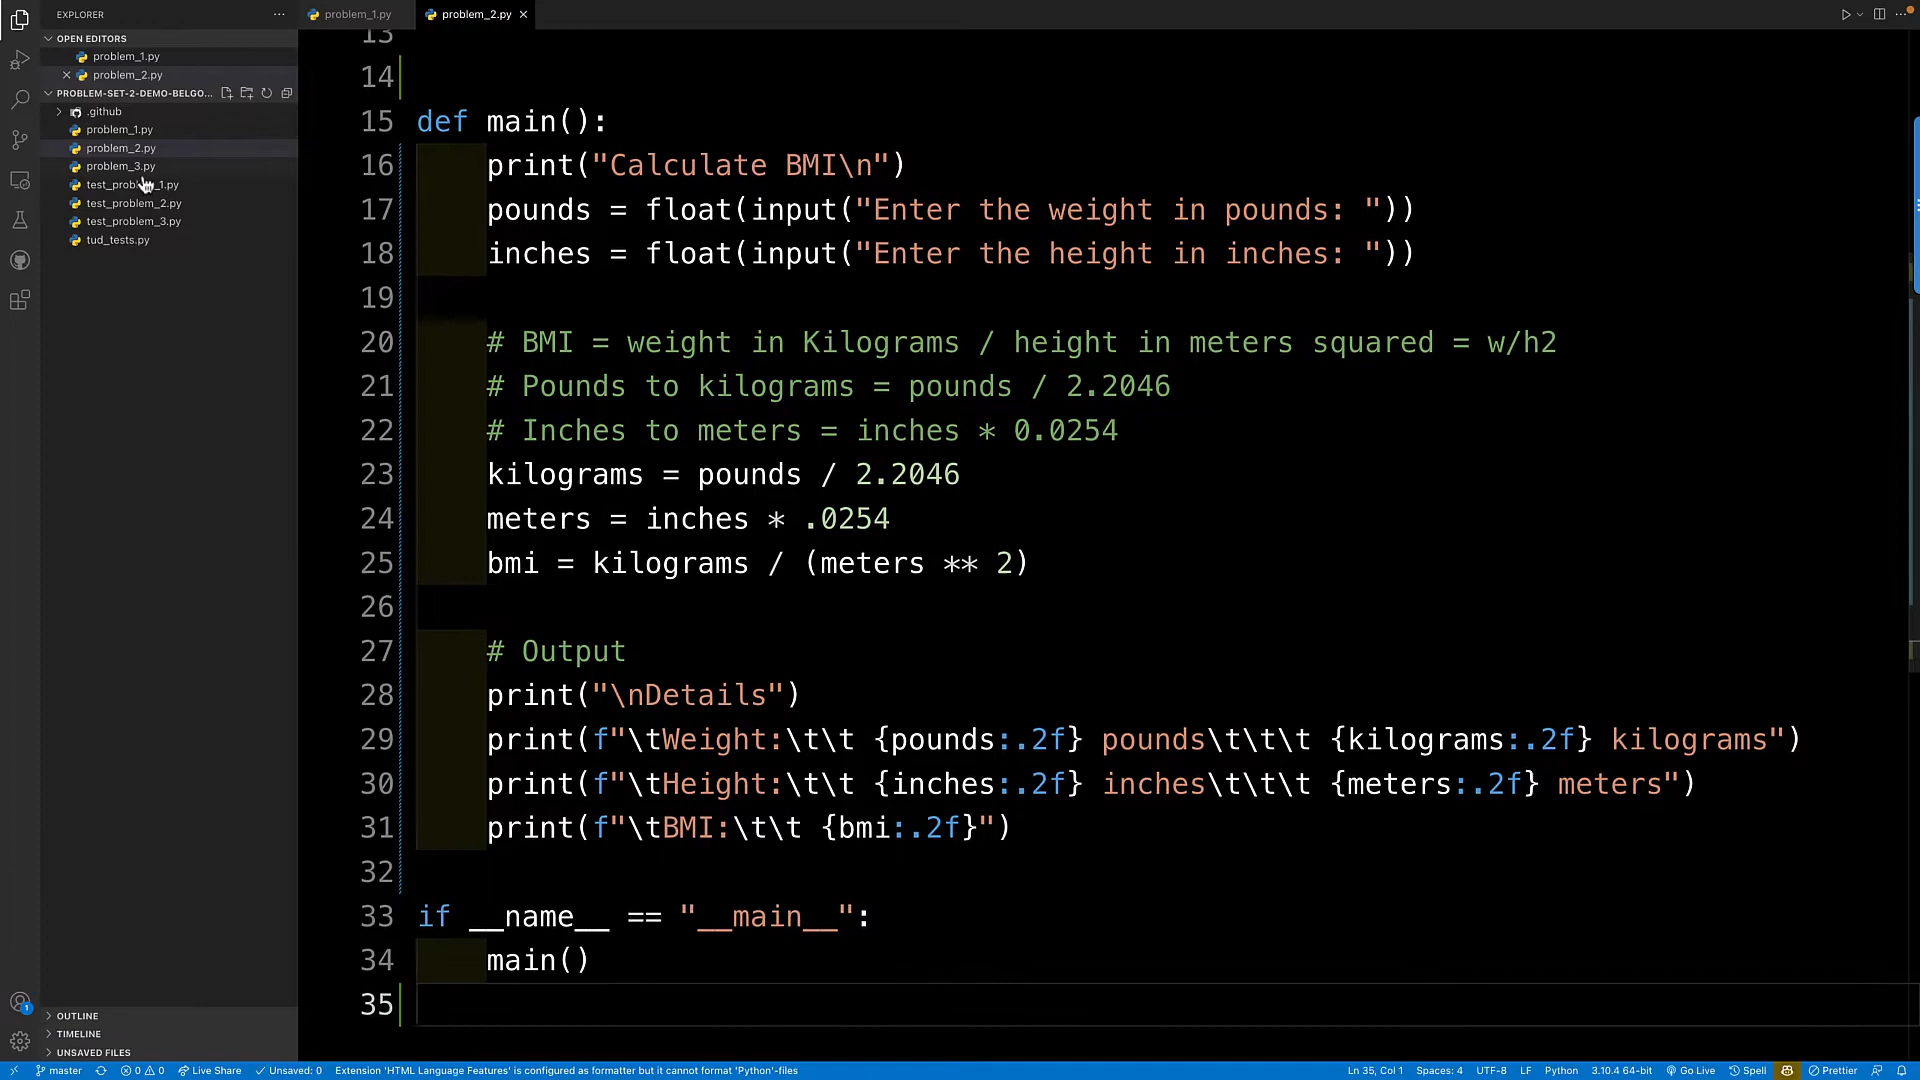 EXPLORER
problem_1.py
problem_2.py
OPEN EDITORS
problem_1.py
problem_2.py
PROBLEM-SET-2-DEMO-BELGO...
.github
problem_1.py
problem_2.py
problem_3.py
test_problem_1.py
test_problem_2.py
test_problem_3.py
tud_tests.py
OUTLINE
TIMELINE
UNSAVED FILES
13
14
15 def main():
16 print("Calculate BMI\n")
17 pounds = float(input("Enter the weight in pounds: "))
18 inches = float(input("Enter the height in inches: "))
19
20 # BMI = weight in Kilograms / height in meters squared = w/h2
21 # Pounds to kilograms = pounds / 2.2046
22 # Inches to meters = inches * 0.0254
23 kilograms = pounds / 2.2046
24 meters = inches * .0254
25 bmi = kilograms / (meters ** 2)
26
27 # Output
28 print("\nDetails")
29 print(f"\tWeight:\t\t {pounds:.2f} pounds\t\t\t {kilograms:.2f} kilograms")
30 print(f"\tHeight:\t\t {inches:.2f} inches\t\t\t {meters:.2f} meters")
31 print(f"\tBMI:\t\t {bmi:.2f}")
32
33 if __name__ == "__main__":
34 main()
35
1
master 0 0 Live Share Unsaved: 0 Extension 'HTML Language Features' is configured as formatter but it cannot format 'Python'-files Ln 35, Col 1 Spaces: 4 UTF-8 LF Python 3.10.4 64-bit Go Live Spell Prettier